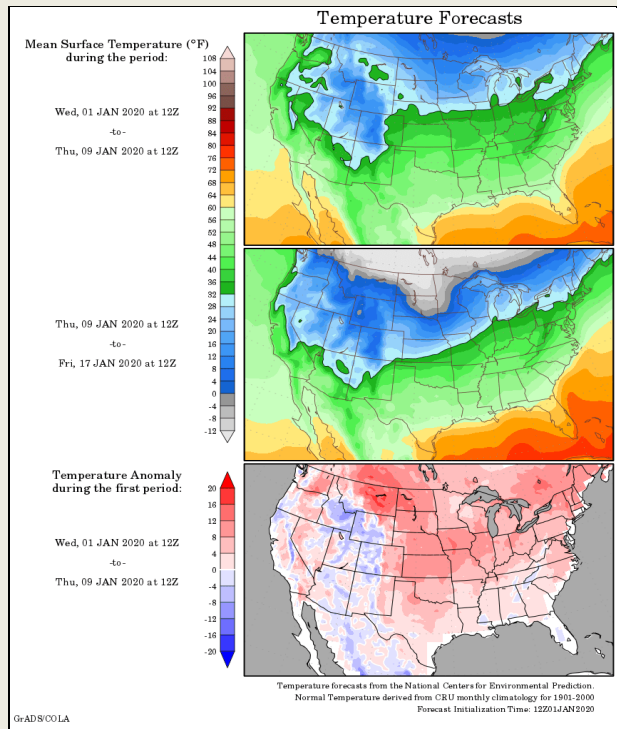 Temperature Forecasts
Mean Surface Temperature (°F)
during the period:
Wed, 01 JAN 2020 at 12Z
-to-
Thu, 09 JAN 2020 at 12Z
108
104
100
96
92
88
84
80
76
72
68
64
60
56
52
48
44
40
36
32
28
24
20
16
12
8
4
0
-4
-8
-12
Thu, 09 JAN 2020 at 12Z
-to-
Fri, 17 JAN 2020 at 12Z
Temperature Anomaly
during the first period:
Wed, 01 JAN 2020 at 12Z
-to-
Thu, 09 JAN 2020 at 12Z
20
16
12
8
4
0
-4
-8
-12
-16
-20
Temperature forecasts from the National Centers for Environmental Prediction.
Normal Temperature derived from CRU monthly climatology for 1901-2000
Forecast Initialization Time: 12Z01JAN2020
GrADS/COLA